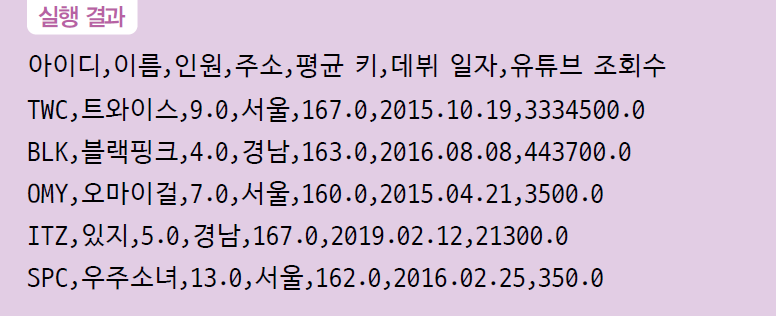 실행 결과
아이디,이름,인원,주소,평균 키,데뷔 일자,유튜브 조회수
TWC,트와이스,9.0,서울,167.0,2015.10.19,3334500.0
BLK,블랙핑크,4.0,경남,163.0,2016.08.08,443700.0
OMY,오마이걸,7.0,서울,160.0,2015.04.21,3500.0
ITZ,있지,5.0,경남,167.0,2019.02.12,21300.0
SPC,우주소녀,13.0,서울,162.0,2016.02.25,350.0